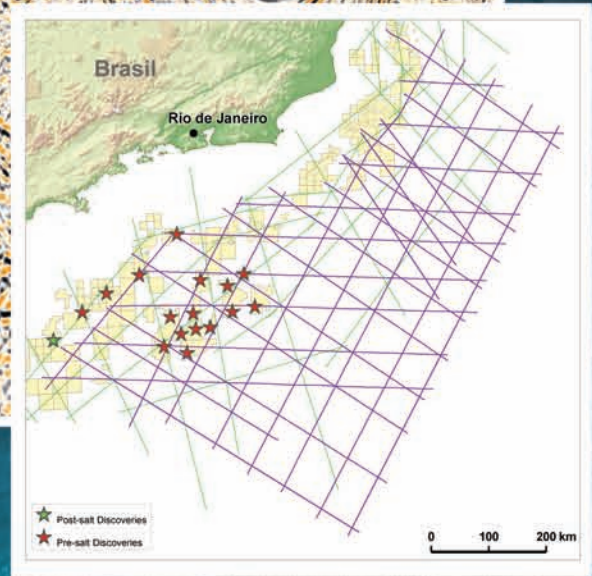 Brasil
Rio de Janeiro
Post-salt Discoveries
Pre-salt Discoveries
0 100 200 km